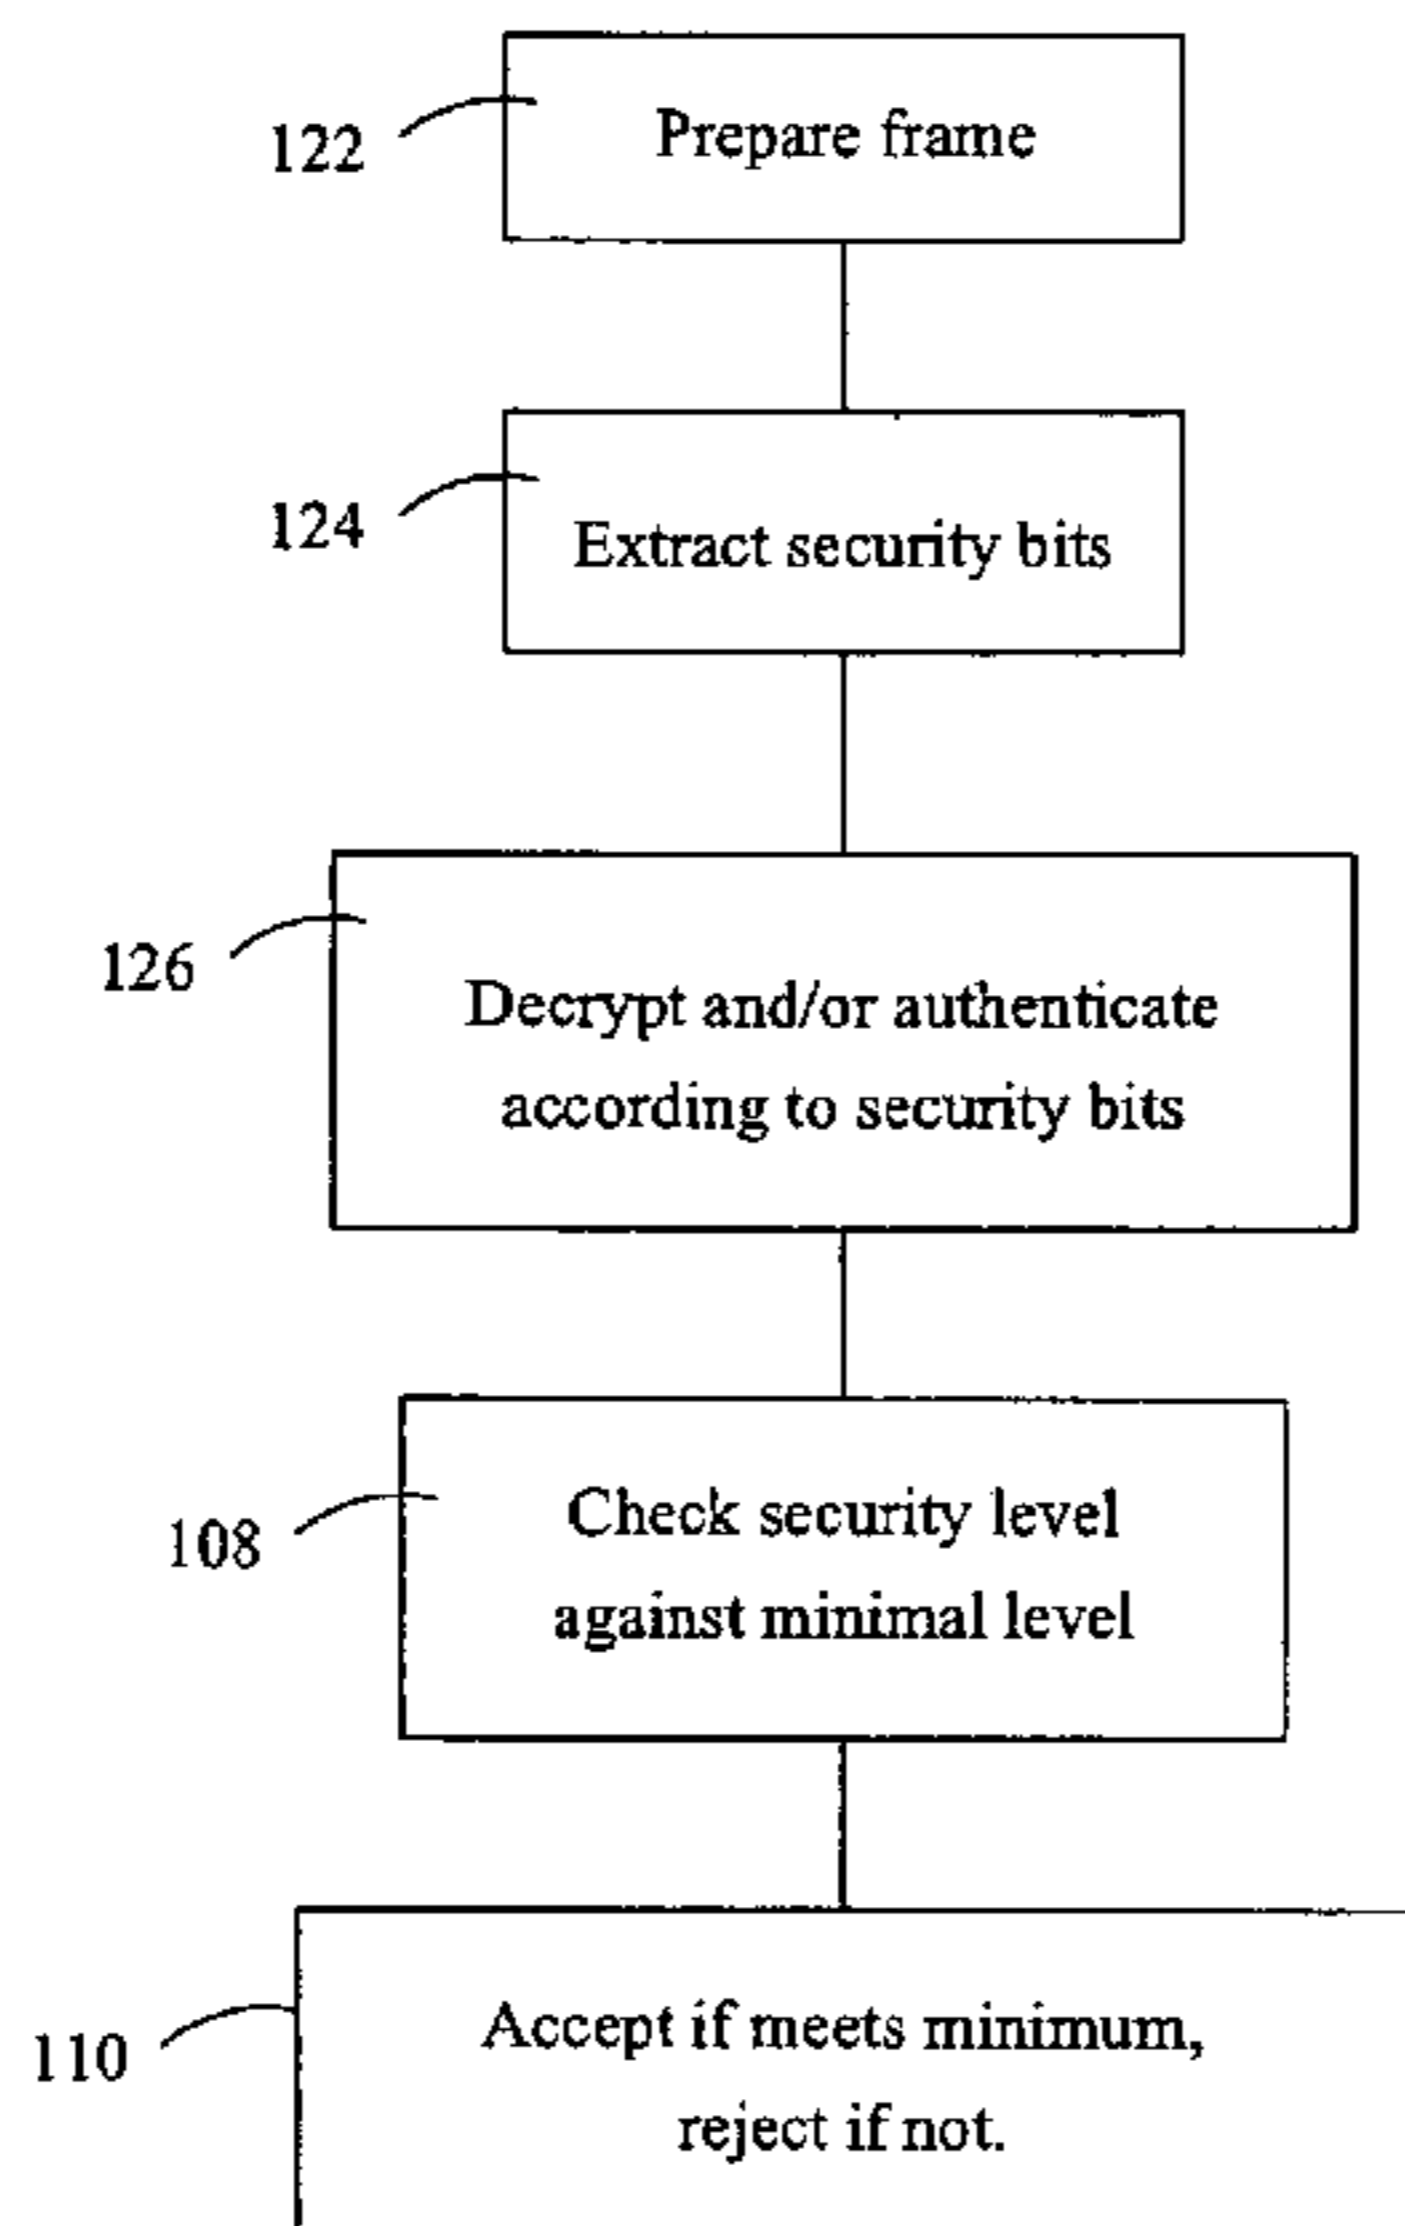 122
Prepare frame
124
Extract security bits
126
Decrypt and/or authenticate
according to security bits
108
Check security level
against minimal level
110
Accept if meets minimum,
reject if not.